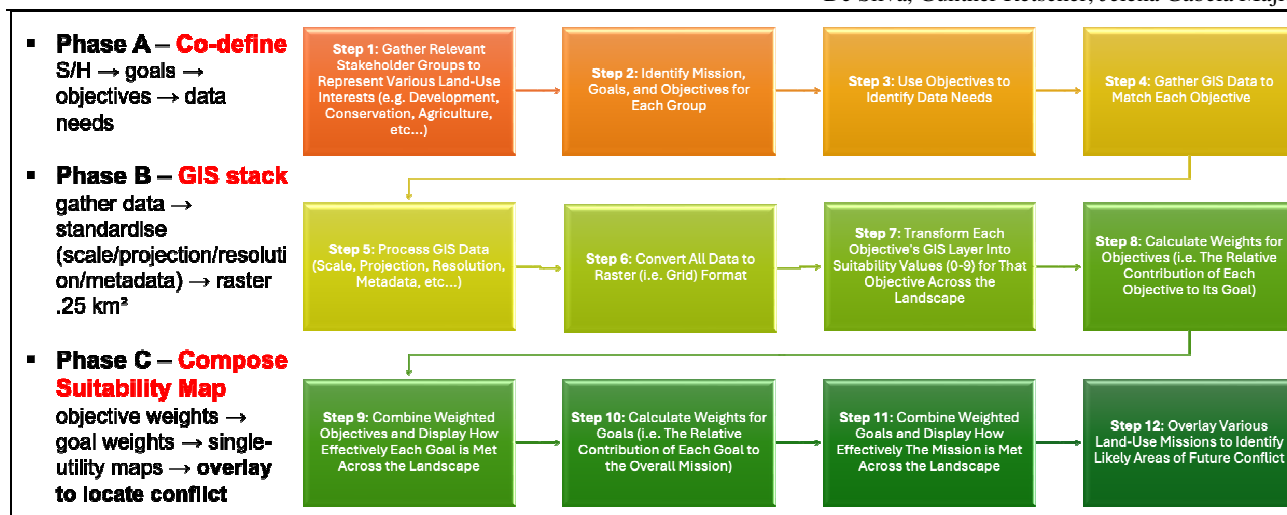 ▪ Phase A – Co-define
S/H → goals →
objectives → data
needs
▪ Phase B – GIS stack
gather data →
standardise
(scale/projection/resoluti
on/metadata) → raster
.25 km²
▪ Phase C – Compose
Suitability Map
objective weights →
goal weights → single-
utility maps → overlay
to locate conflict
Step 1: Gather Relevant
Stakeholder Groups to
Represent Various Land-Use
Interests (e.g. Development,
Conservation, Agriculture,
etc...)
Step 2: Identify Mission,
Goals, and Objectives for
Each Group
Step 3: Use Objectives to
Identify Data Needs
Step 4: Gather GIS Data to
Match Each Objective
Step 5: Process GIS Data
(Scale, Projection, Resolution,
Metadata, etc...)
Step 6: Convert All Data to
Raster (i.e. Grid) Format
Step 7: Transform Each
Objective's GIS Layer Into
Suitability Values (0-9) for That
Objective Across the
Landscape
Step 8: Calculate Weights for
Objectives (i.e. The Relative
Contribution of Each
Objective to Its Goal)
Step 9: Combine Weighted
Objectives and Display How
Effectively Each Goal is Met
Across the Landscape
Step 10: Calculate Weights for
Goals (i.e. The Relative
Contribution of Each Goal to
the Overall Mission)
Step 11: Combine Weighted
Goals and Display How
Effectively The Mission is Met
Across the Landscape
Step 12: Overlay Various
Land-Use Missions to Identify
Likely Areas of Future Conflict